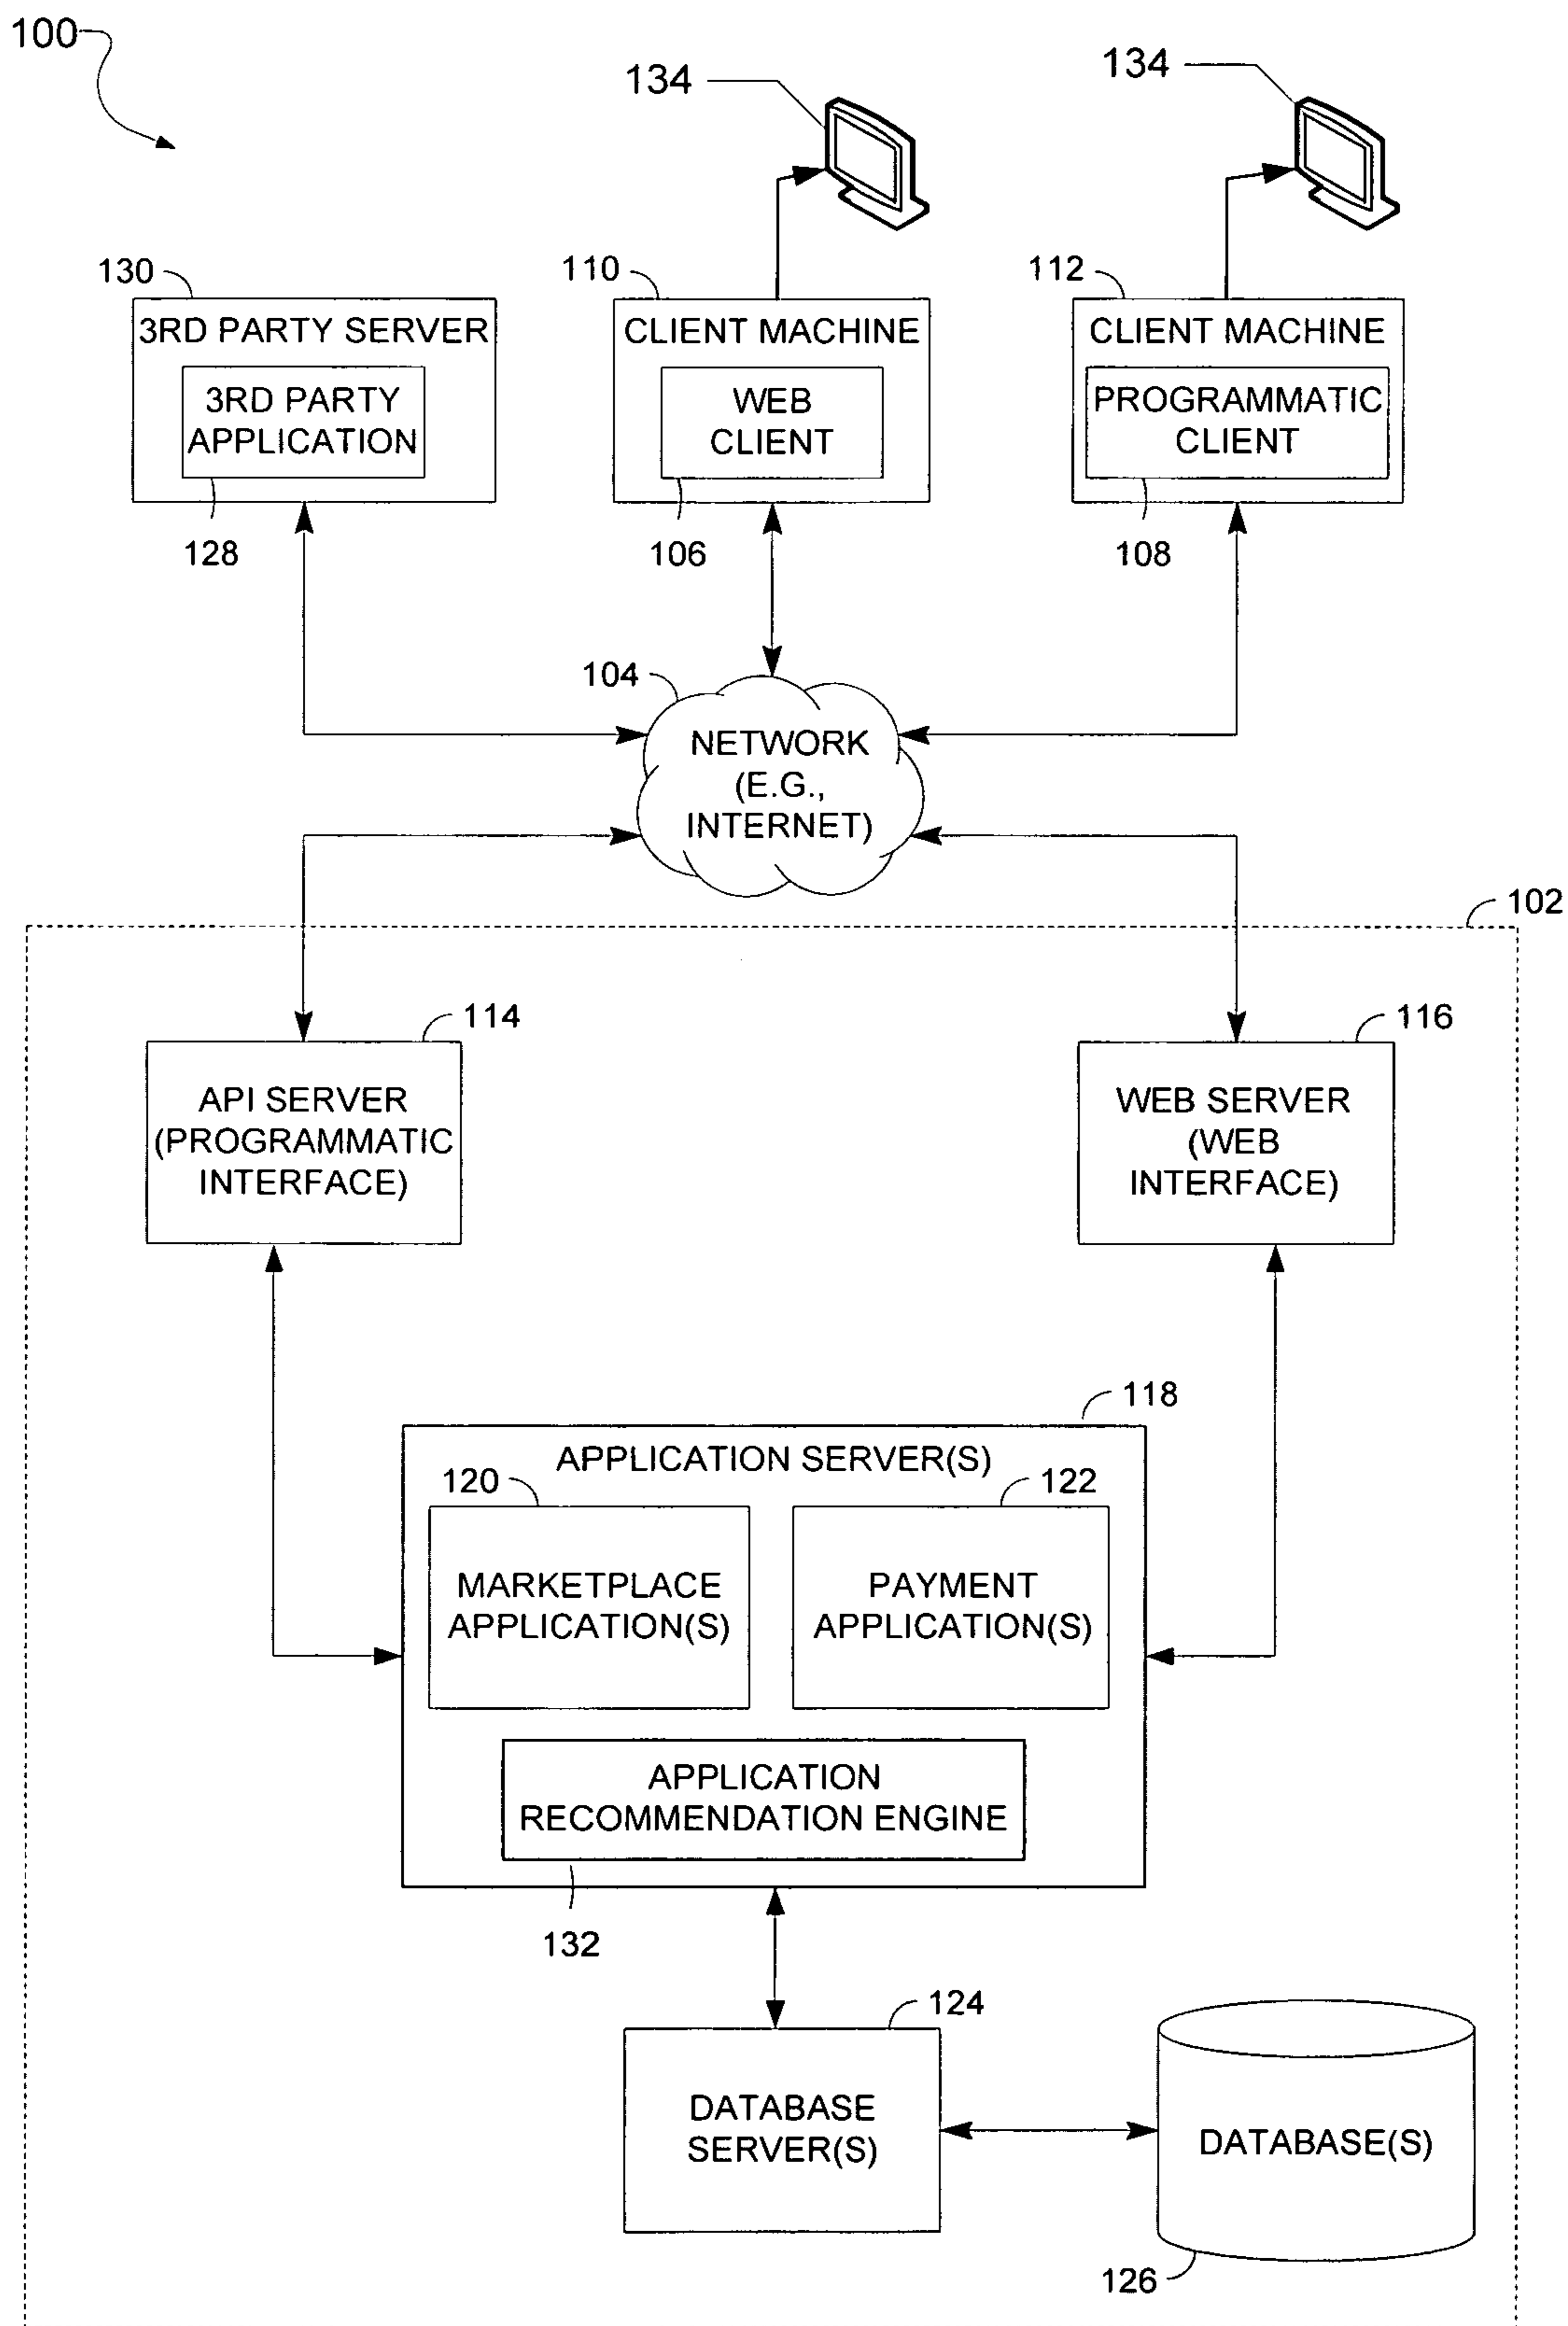 100
134
134
130
110
112
3RD PARTY SERVER
3RD PARTY
APPLICATION
CLIENT MACHINE
WEB
CLIENT
CLIENT MACHINE
PROGRAMMATIC
CLIENT
128
106
108
104
NETWORK
(E.G.,
INTERNET)
102
114
116
API SERVER
(PROGRAMMATIC
INTERFACE)
WEB SERVER
(WEB
INTERFACE)
118
APPLICATION SERVER(S)
120
122
MARKETPLACE
APPLICATION(S)
PAYMENT
APPLICATION(S)
APPLICATION
RECOMMENDATION ENGINE
132
124
DATABASE
SERVER(S)
DATABASE(S)
126